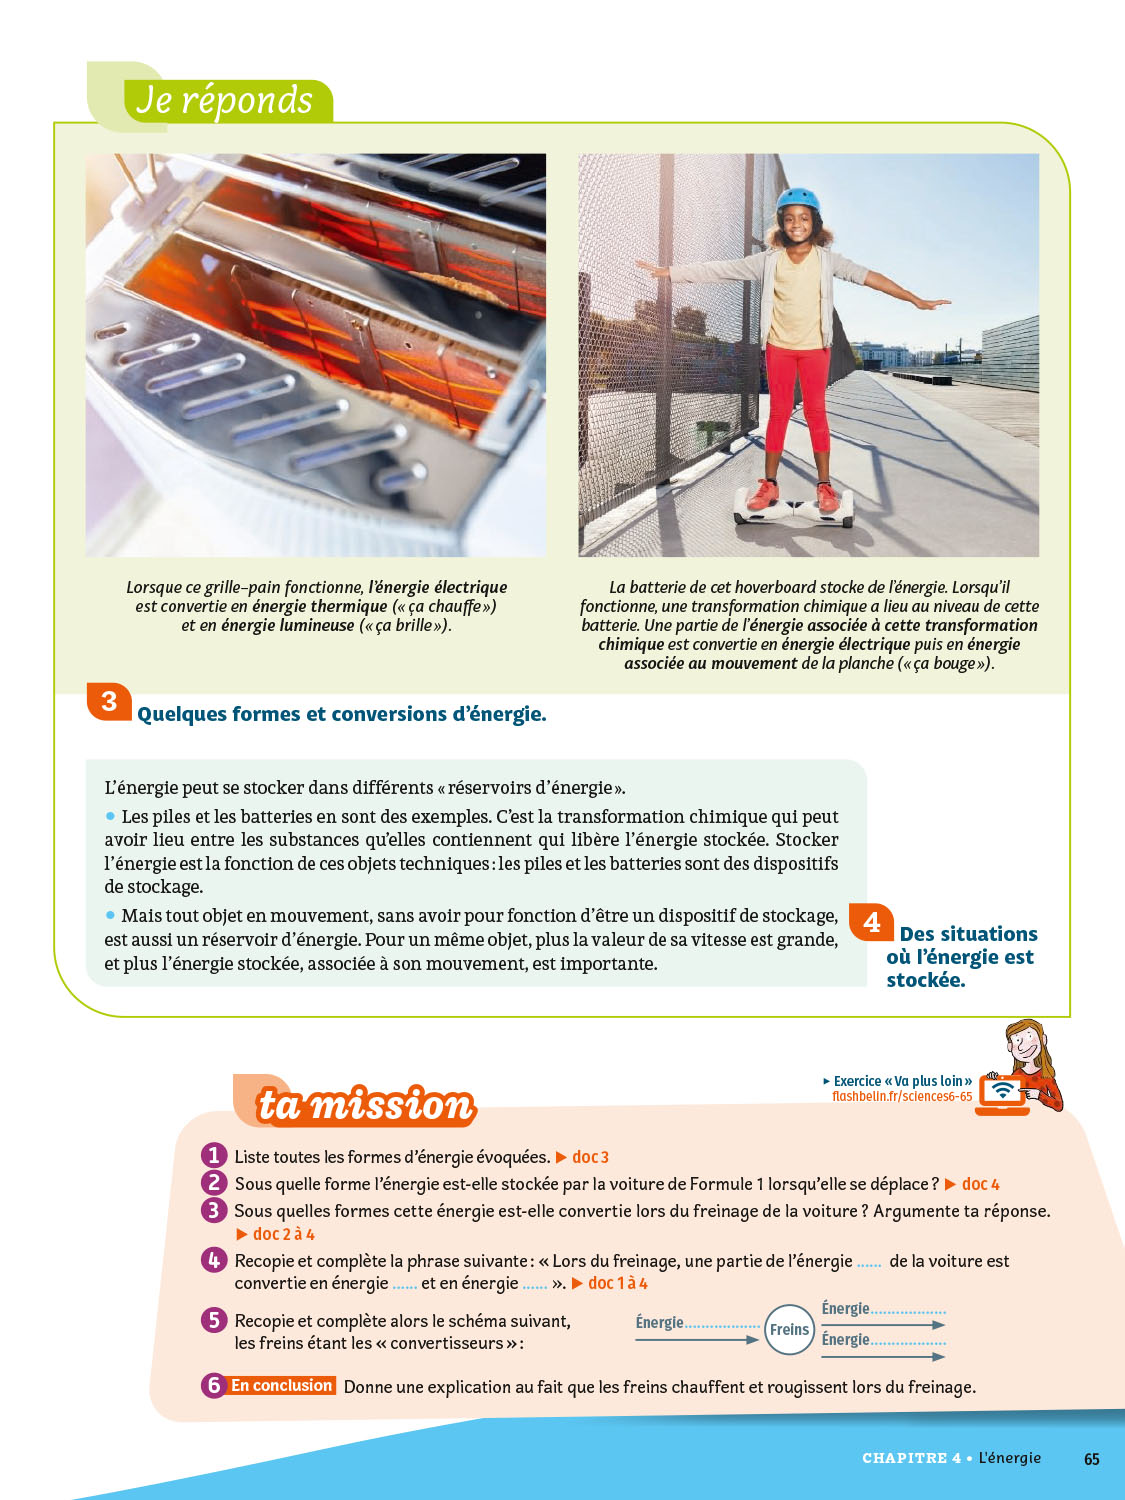 Je réponds
Lorsque ce grille-pain fonctionne, l'énergie électrique
est convertie en énergie thermique (« ça chauffe »)
et en énergie lumineuse (« ça brille »).
La batterie de cet hoverboard stocke de l'énergie. Lorsqu'il
fonctionne, une transformation chimique a lieu au niveau de cette
batterie. Une partie de l'énergie associée à cette transformation
chimique est convertie en énergie électrique puis en énergie
associée au mouvement de la planche (« ça bouge »).
3 Quelques formes et conversions d'énergie.
L'énergie peut se stocker dans différents « réservoirs d'énergie ».
• Les piles et les batteries en sont des exemples. C'est la transformation chimique qui peut
avoir lieu entre les substances qu'elles contiennent qui libère l'énergie stockée. Stocker
l'énergie est la fonction de ces objets techniques : les piles et les batteries sont des dispositifs
de stockage.
• Mais tout objet en mouvement, sans avoir pour fonction d'être un dispositif de stockage,
est aussi un réservoir d'énergie. Pour un même objet, plus la valeur de sa vitesse est grande,
et plus l'énergie stockée, associée à son mouvement, est importante.
4 Des situations
où l'énergie est
stockée.
▸ Exercice « Va plus loin »
flashbelin.fr/sciences6-65
ta mission
1 Liste toutes les formes d'énergie évoquées. ▶ doc 3
2 Sous quelle forme l'énergie est-elle stockée par la voiture de Formule 1 lorsqu'elle se déplace ? ▶ doc 4
3 Sous quelles formes cette énergie est-elle convertie lors du freinage de la voiture ? Argumente ta réponse.
▶ doc 2 à 4
4 Recopie et complète la phrase suivante : « Lors du freinage, une partie de l'énergie ...... de la voiture est
convertie en énergie ...... et en énergie ...... ». ▶ doc 1 à 4
5 Recopie et complète alors le schéma suivant,
les freins étant les « convertisseurs » :
Énergie..................
Freins
Énergie..................
Énergie..................
6 En conclusion Donne une explication au fait que les freins chauffent et rougissent lors du freinage.
CHAPITRE 4 • L'énergie 65